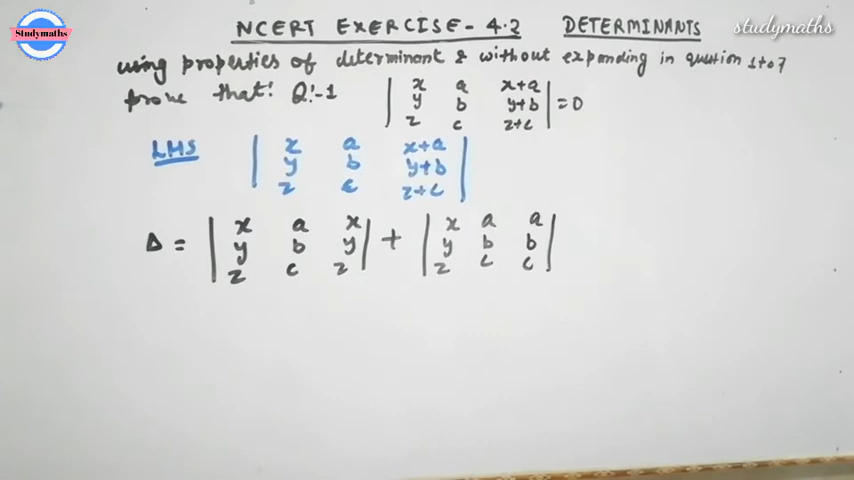 Studymaths
NCERT EXERCISE-4.2 DETERMINANTS
studymaths
using properties of determinant & without expanding in question 1 to 7
prove that! Q!-1
| x a x+a |
| y b y+b | = 0
| z c z+c |
LHS
| x a x+a |
| y b y+b |
| z c z+c |
Δ =
| x a x | + | x a a |
| y b y | | y b b |
| z c z | | z c c |